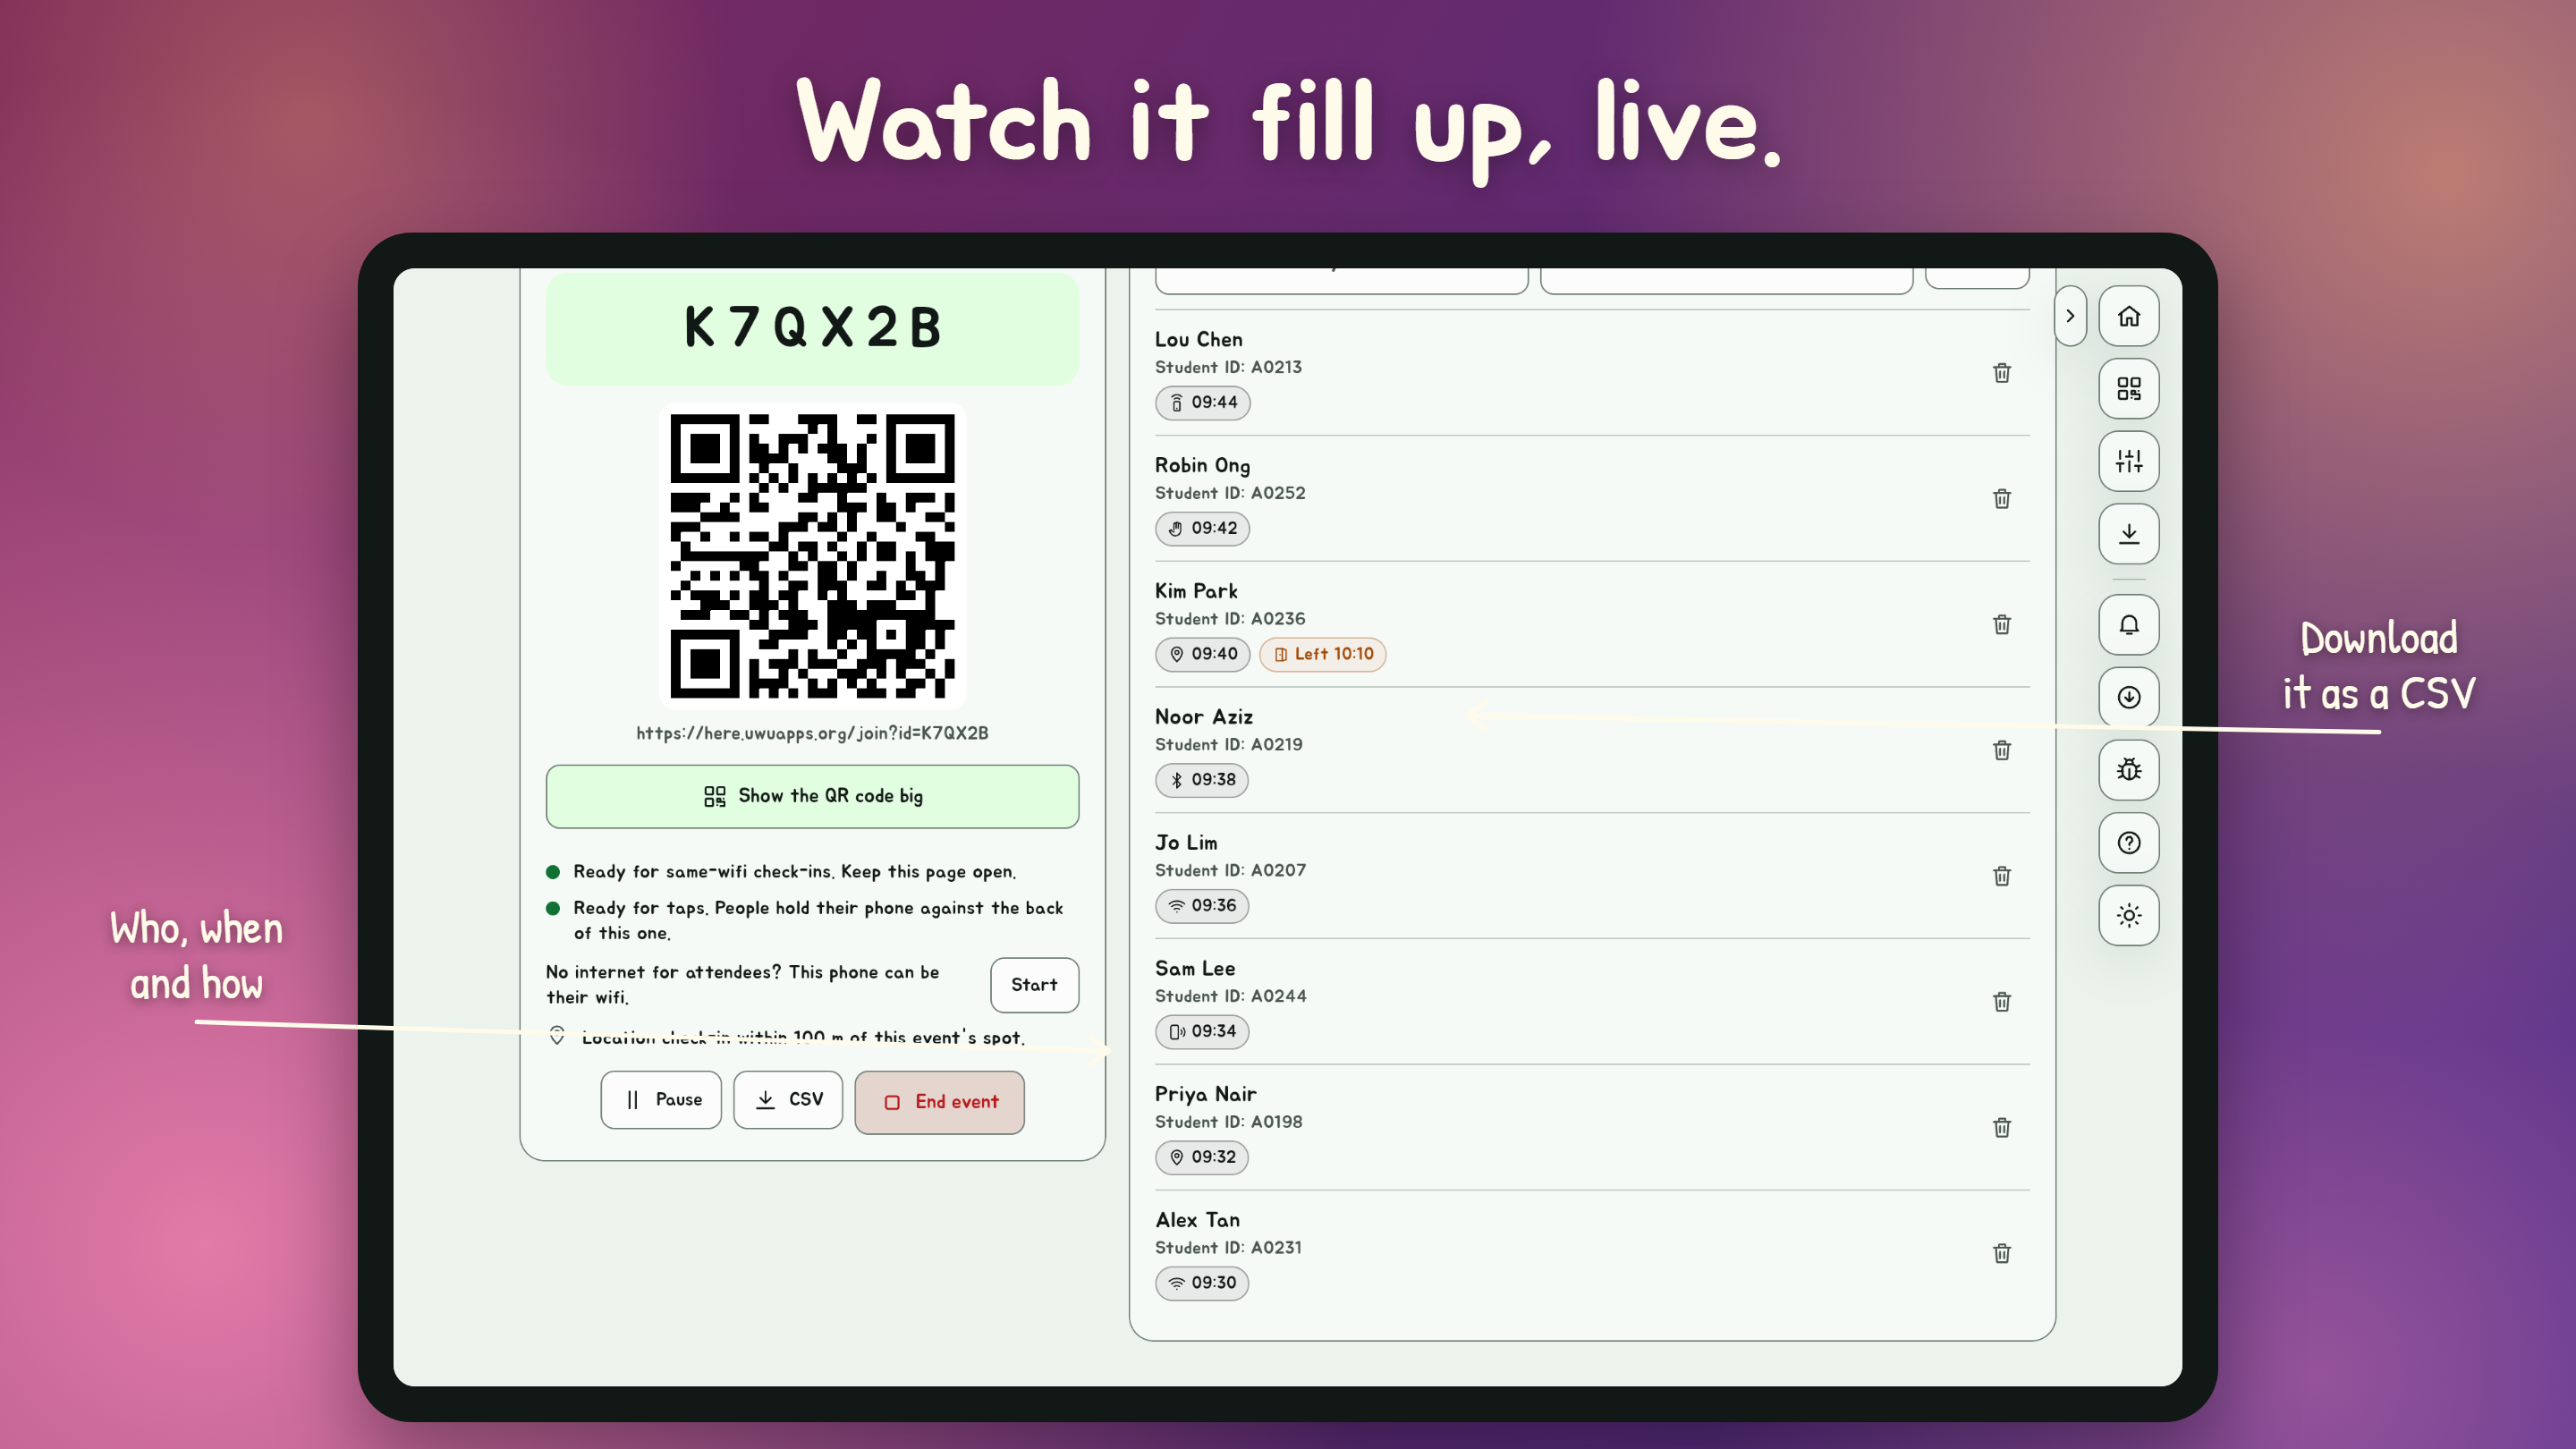 Watch it fill up, live.
K7QX2B
https://here.uwuapps.org/join?id=K7QX2B
Show the QR code big
Ready for same-wifi check-ins. Keep this page open.
Ready for taps. People hold their phone against the back
of this one.
No internet for attendees? This phone can be
their wifi.
Start
Location check-in within 100 m of this event's spot.
Pause
CSV
End event
Lou Chen
Student ID: A0213
09:44
Robin Ong
Student ID: A0252
09:42
Kim Park
Student ID: A0236
09:40
Left 10:10
Noor Aziz
Student ID: A0219
09:38
Jo Lim
Student ID: A0207
09:36
Sam Lee
Student ID: A0244
09:34
Priya Nair
Student ID: A0198
09:32
Alex Tan
Student ID: A0231
09:30
Who, when
and how
Download
it as a CSV